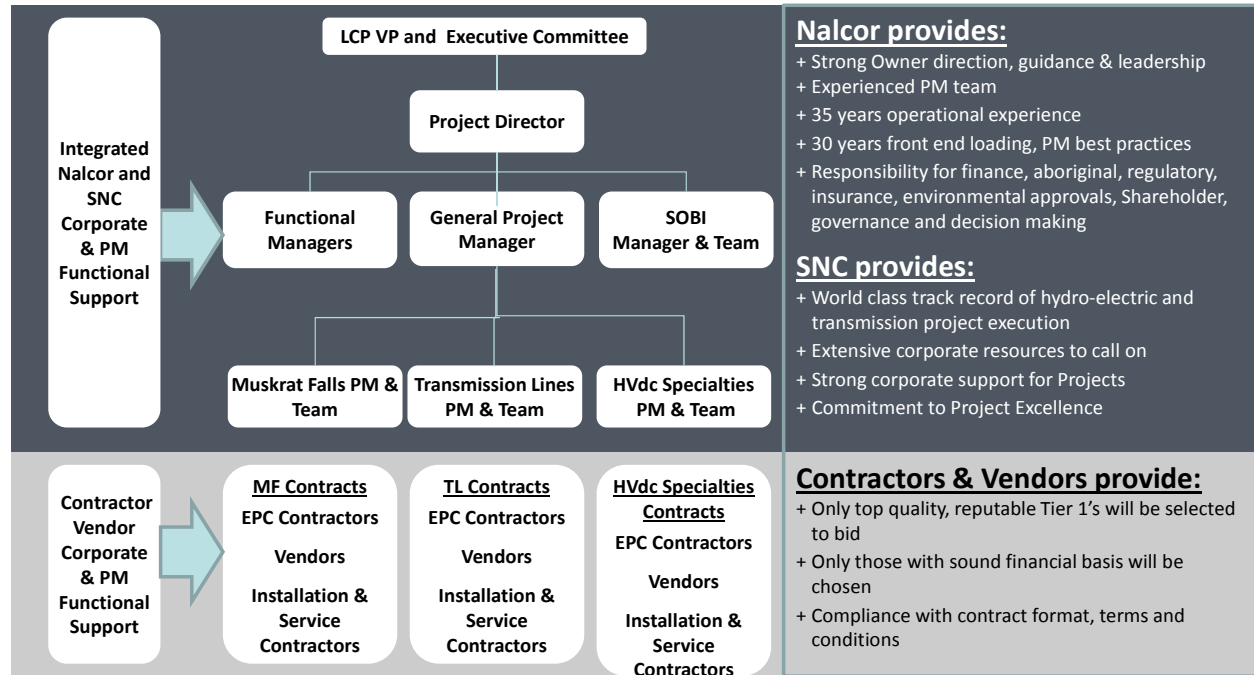 LCP VP and Executive Committee
Project Director
Integrated
Nalcor and
SNC
Corporate
& PM
Functional
Support
Functional
Managers
General Project
Manager
SOBI
Manager & Team
Muskrat Falls PM &
Team
Transmission Lines
PM & Team
HVdc Specialties
PM & Team
Nalcor provides:
+ Strong Owner direction, guidance & leadership
+ Experienced PM team
+ 35 years operational experience
+ 30 years front end loading, PM best practices
+ Responsibility for finance, aboriginal, regulatory,
insurance, environmental approvals, Shareholder,
governance and decision making
SNC provides:
+ World class track record of hydro-electric and
transmission project execution
+ Extensive corporate resources to call on
+ Strong corporate support for Projects
+ Commitment to Project Excellence
Contractor
Vendor
Corporate
& PM
Functional
Support
MF Contracts
EPC Contractors
Vendors
Installation &
Service
Contractors
TL Contracts
EPC Contractors
Vendors
Installation &
Service
Contractors
HVdc Specialties
Contracts
EPC Contractors
Vendors
Installation &
Service
Contractors
Contractors & Vendors provide:
+ Only top quality, reputable Tier 1's will be selected
to bid
+ Only those with sound financial basis will be
chosen
+ Compliance with contract format, terms and
conditions